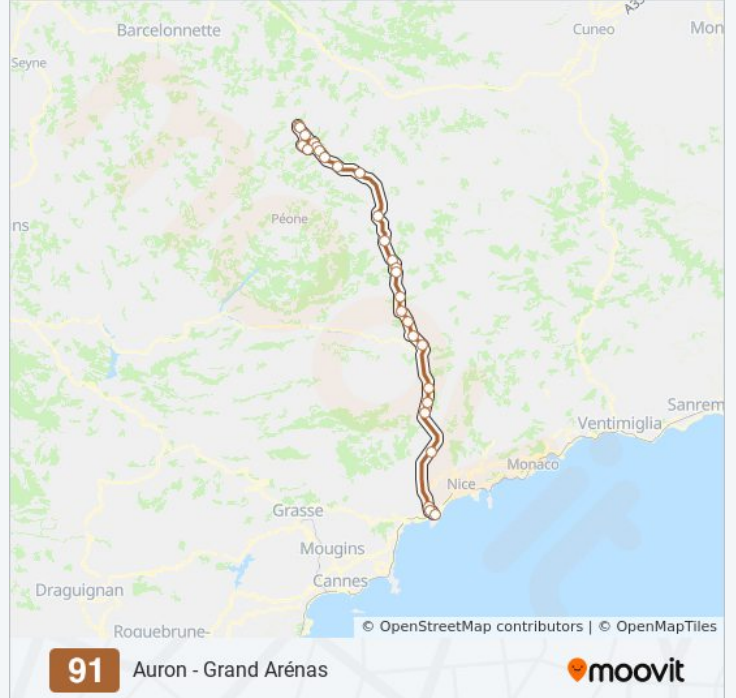 Barcelonnette
Cuneo
A33
Mon
Seyne
ns
Péone
Sanrem
Ventimiglia
Monaco
Nice
Grasse
Mougins
Cannes
Draguignan
Roquebrune-
© OpenStreetMap contributors | © OpenMapTiles
91 Auron - Grand Arénas moovit